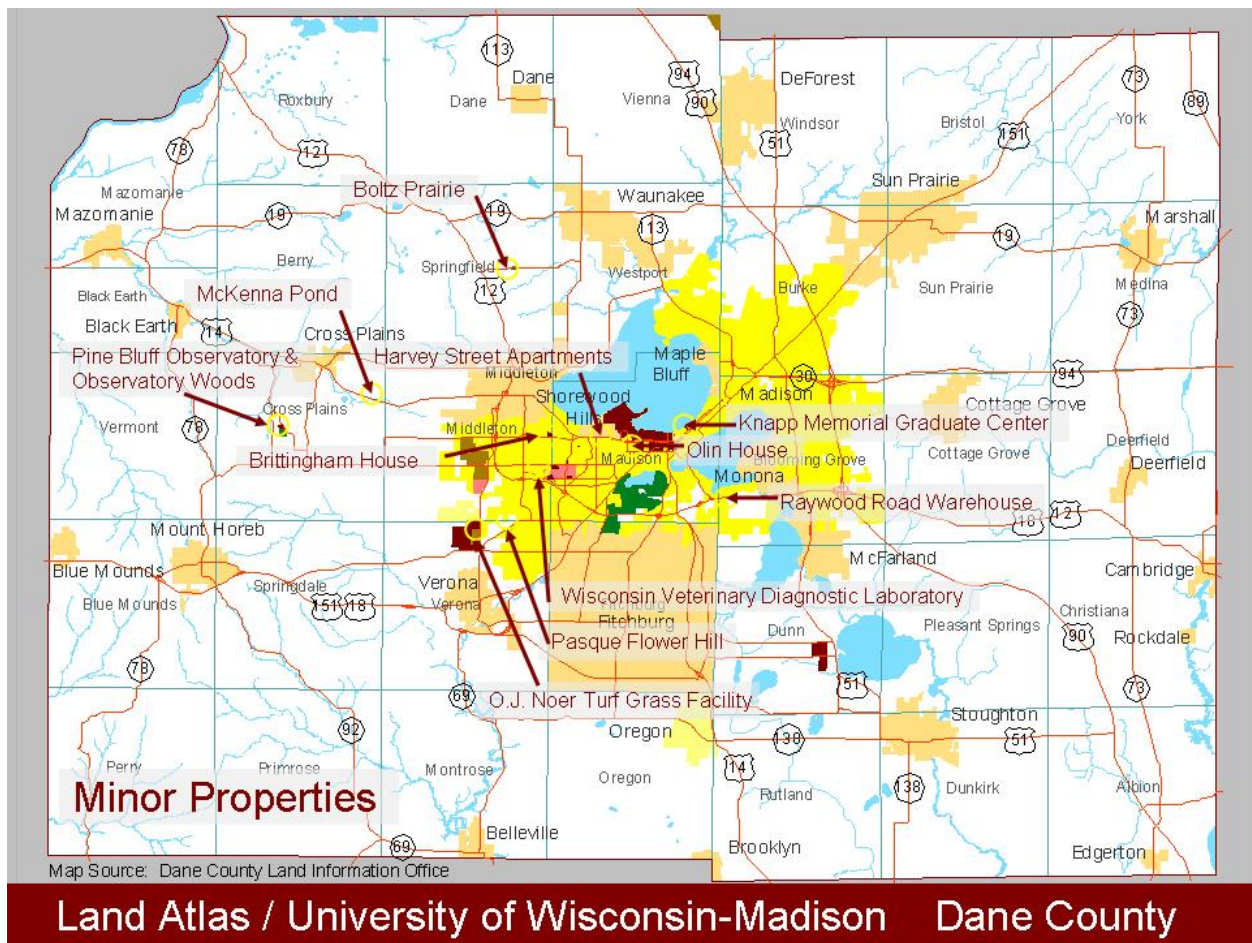 113
Dane
94
DeForest
73
Roxbury
Dane
Vienna
90
89
Windsor
Bristol
York
51
151
78
12
Boltz Prairie
Sun Prairie
Mazomanie
Waunakee
Mazomanie
19
19
113
Marshall
19
Berry
Springfield
Westport
Medina
Black Earth
McKenna Pond
12
Burke
Sun Prairie
73
Black Earth
14
Cross Plains
Pine Bluff Observatory &
Observatory Woods
Harvey Street Apartments
Maple
Bluff
Middleton
30
94
Shorewood
Hills
Madison
Cottage Grove
Cross Plains
Vermont
78
Middleton
Knapp Memorial Graduate Center
Deerfield
Brittingham House
Olin House
Madison
Blooming Grove
Cottage Grove
Deerfield
Monona
Raywood Road Warehouse
18
12
Mount Horeb
McFarland
Blue Mounds
Springdale
Verona
Cambridge
Blue Mounds
151
18
Verona
Wisconsin Veterinary Diagnostic Laboratory
Fitchburg
Fitchburg
Christiana
Dunn
Pleasant Springs
90
Rockdale
Pasque Flower Hill
78
69
51
73
O.J. Noer Turf Grass Facility
Stoughton
92
Oregon
138
51
Perry
Primrose
Montrose
14
Oregon
Rutland
138
Dunkirk
Albion
Minor Properties
Belleville
69
Brooklyn
Edgerton
Map Source: Dane County Land Information Office
Land Atlas / University of Wisconsin-Madison Dane County